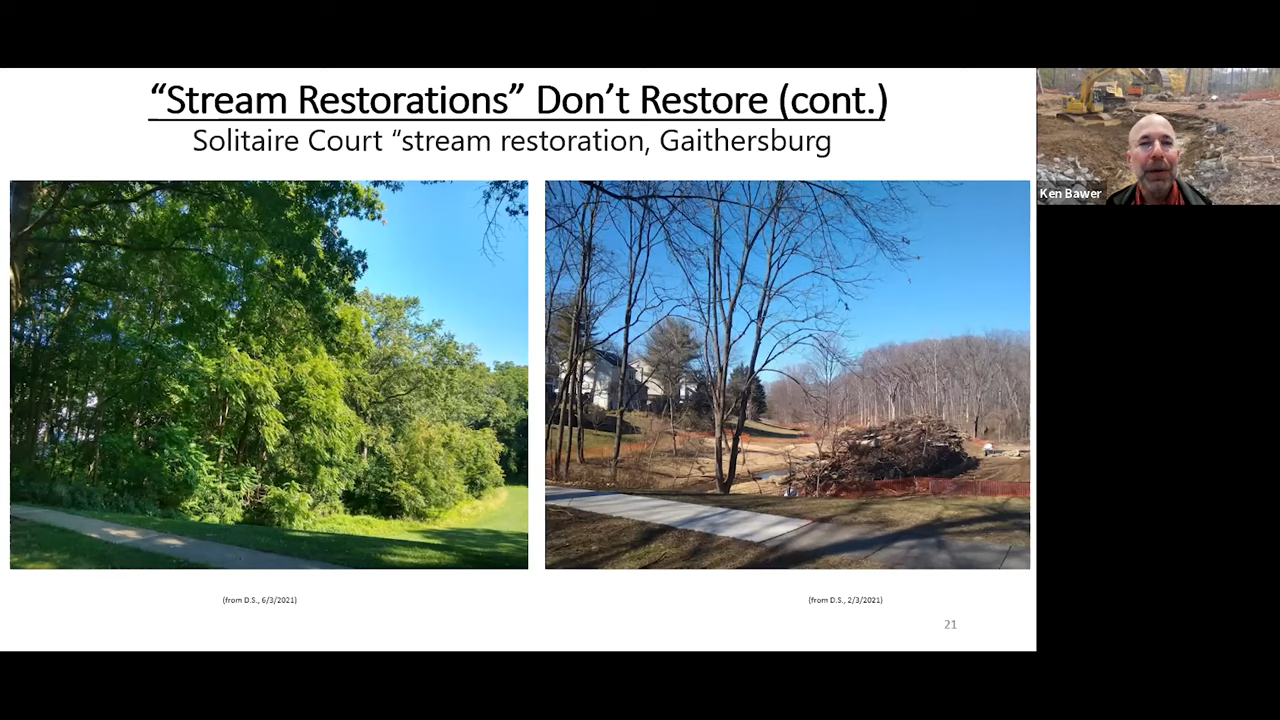 “Stream Restorations” Don’t Restore (cont.)
Solitaire Court “stream restoration, Gaithersburg
Ken Bawer
(from D.S., 6/3/2021)
(from D.S., 2/3/2021)
21